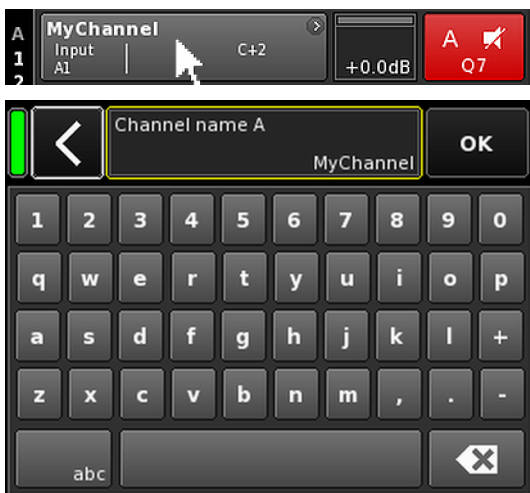 A
MyChannel
Input
C+2
A
1
A1
+0.0dB
Q7
2
Channel name A
OK
MyChannel
1 2 3 4 5 6 7 8 9 0
q w e r t y u i o p
a s d f g h j k l +
z x c v b n m , . -
abc